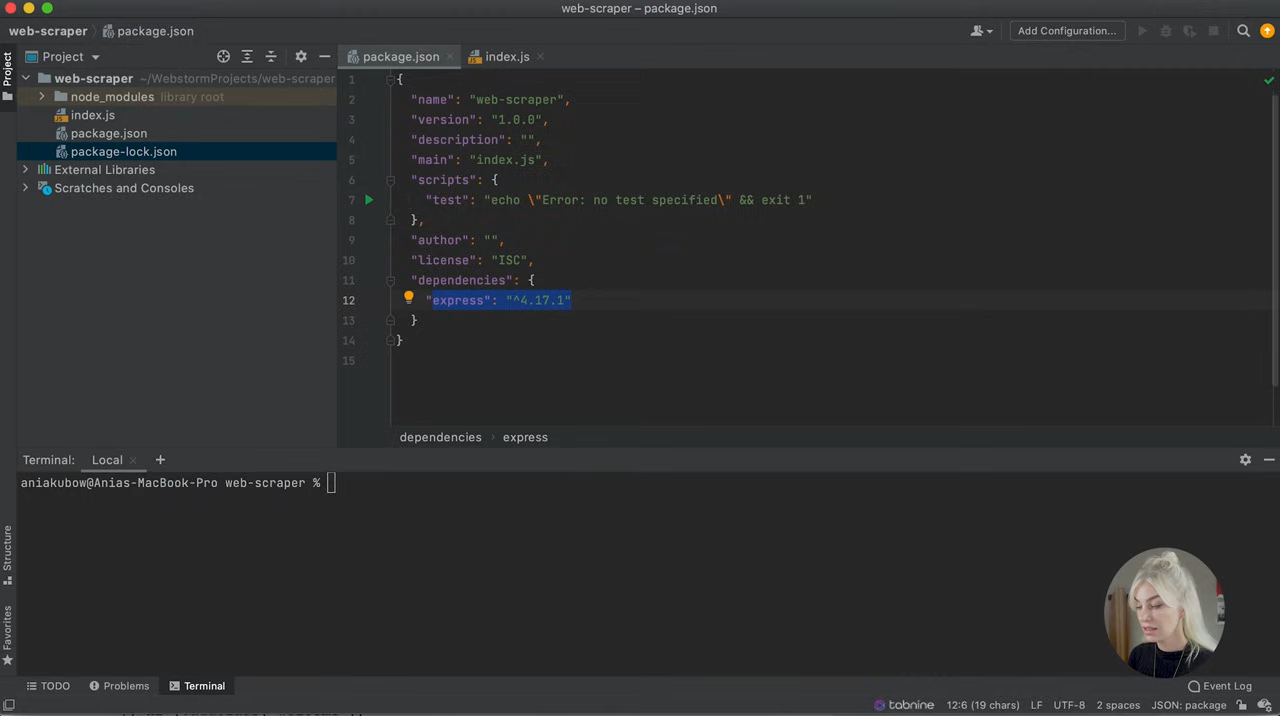 web-scraper – package.json
web-scraper
package.json
Add Configuration...
Project
Project
package.json
index.js
web-scraper ~/WebstormProjects/web-scraper
node_modules library root
index.js
package.json
package-lock.json
External Libraries
Scratches and Consoles
1 {
2 "name": "web-scraper",
3 "version": "1.0.0",
4 "description": "",
5 "main": "index.js",
6 "scripts": {
7 "test": "echo \"Error: no test specified\" && exit 1"
8 },
9 "author": "",
10 "license": "ISC",
11 "dependencies": {
12 "express": "^4.17.1"
13 }
14 }
15
dependencies › express
Terminal: Local
aniakubow@Anias-MacBook-Pro web-scraper %
Structure
Favorites
TODO
Problems
Terminal
Event Log
tabnine
12:6 (19 chars)
LF
UTF-8
2 spaces
JSON: package